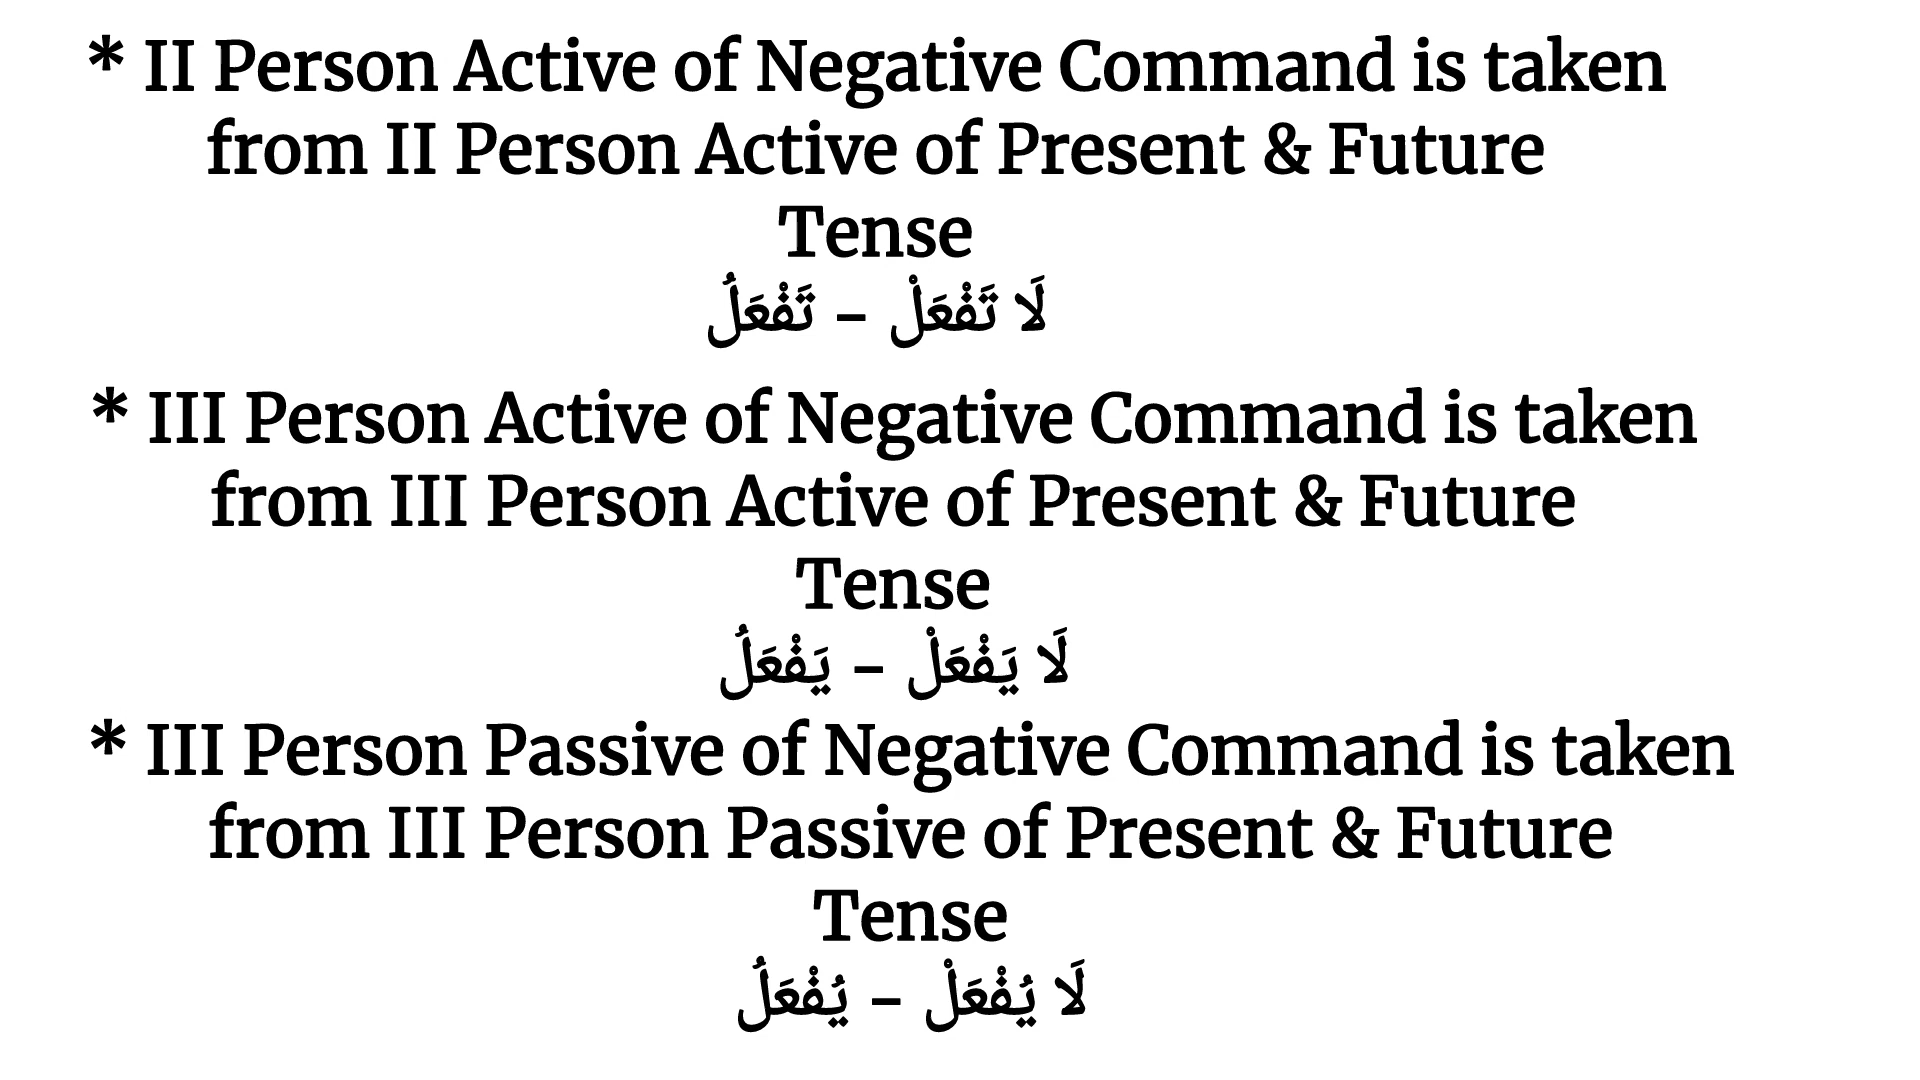 * II Person Active of Negative Command is taken
from II Person Active of Present & Future
Tense
لَا تَفْعَلْ – تَفْعَلُ
* III Person Active of Negative Command is taken
from III Person Active of Present & Future
Tense
لَا يَفْعَلْ – يَفْعَلُ
* III Person Passive of Negative Command is taken
from III Person Passive of Present & Future
Tense
لَا يُفْعَلْ – يُفْعَلُ